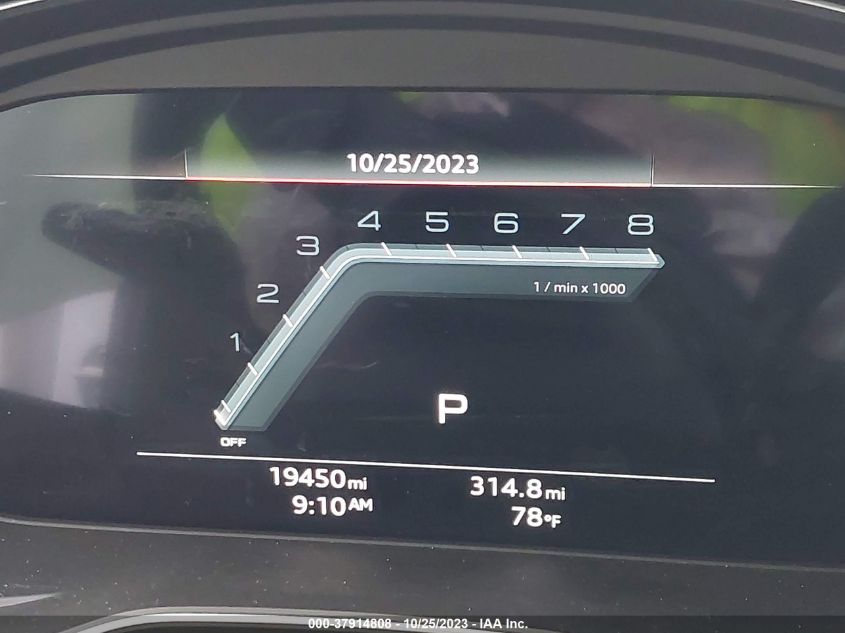 10/25/2023
4 5 6 7 8
3
1 / min x 1000
2
1
P
OFF
19450mi 314.8mi
9:10AM 78°F
000-37914808 - 10/25/2023 - IAA Inc.